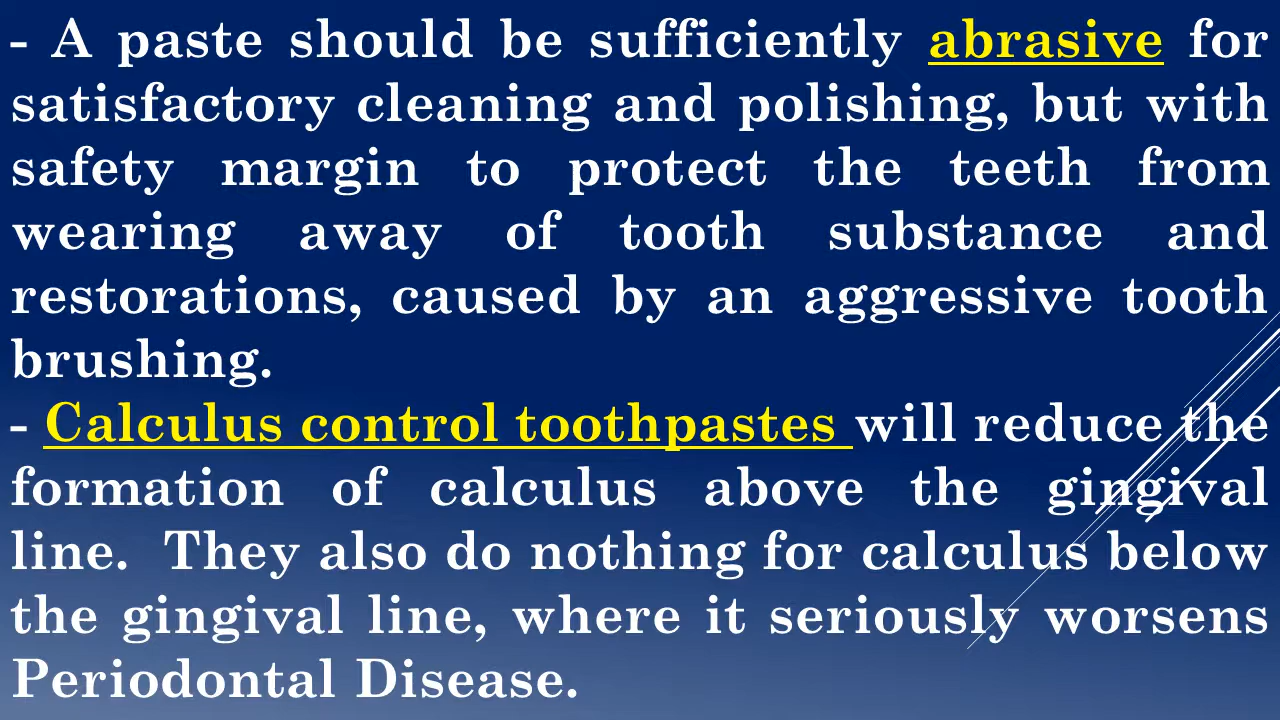 - A paste should be sufficiently abrasive for
satisfactory cleaning and polishing, but with
safety margin to protect the teeth from
wearing away of tooth substance and
restorations, caused by an aggressive tooth
brushing.
- Calculus control toothpastes will reduce the
formation of calculus above the gingival
line. They also do nothing for calculus below
the gingival line, where it seriously worsens
Periodontal Disease.